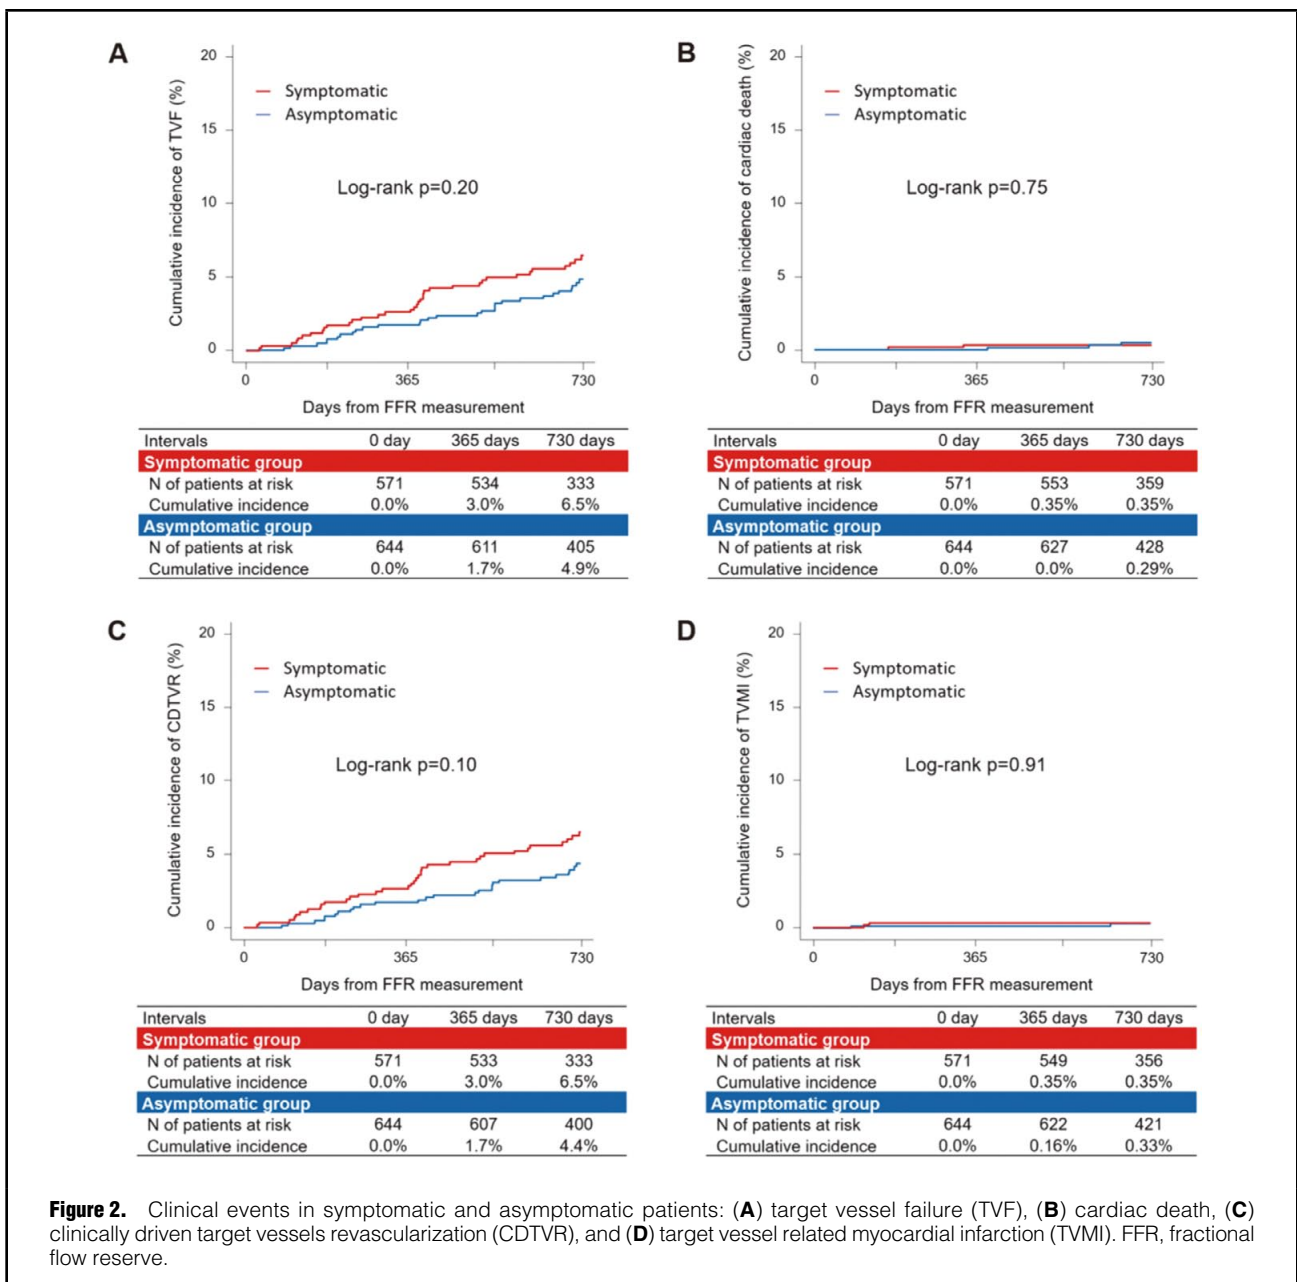 A
Cumulative incidence of TVF (%)
20
15
10
5
0
Symptomatic
Asymptomatic
Log-rank p=0.20
0 365 730
Days from FFR measurement
Intervals 0 day 365 days 730 days
Symptomatic group
N of patients at risk 571 534 333
Cumulative incidence 0.0% 3.0% 6.5%
Asymptomatic group
N of patients at risk 644 611 405
Cumulative incidence 0.0% 1.7% 4.9%
B
Cumulative incidence of cardiac death (%)
20
15
10
5
0
Symptomatic
Asymptomatic
Log-rank p=0.75
0 365 730
Days from FFR measurement
Intervals 0 day 365 days 730 days
Symptomatic group
N of patients at risk 571 553 359
Cumulative incidence 0.0% 0.35% 0.35%
Asymptomatic group
N of patients at risk 644 627 428
Cumulative incidence 0.0% 0.0% 0.29%
C
Cumulative incidence of CDTVR (%)
20
15
10
5
0
Symptomatic
Asymptomatic
Log-rank p=0.10
0 365 730
Days from FFR measurement
Intervals 0 day 365 days 730 days
Symptomatic group
N of patients at risk 571 533 333
Cumulative incidence 0.0% 3.0% 6.5%
Asymptomatic group
N of patients at risk 644 607 400
Cumulative incidence 0.0% 1.7% 4.4%
D
Cumulative incidence of TVMI (%)
20
15
10
5
0
Symptomatic
Asymptomatic
Log-rank p=0.91
0 365 730
Days from FFR measurement
Intervals 0 day 365 days 730 days
Symptomatic group
N of patients at risk 571 549 356
Cumulative incidence 0.0% 0.35% 0.35%
Asymptomatic group
N of patients at risk 644 622 421
Cumulative incidence 0.0% 0.16% 0.33%
Figure 2. Clinical events in symptomatic and asymptomatic patients: (A) target vessel failure (TVF), (B) cardiac death, (C)
clinically driven target vessels revascularization (CDTVR), and (D) target vessel related myocardial infarction (TVMI). FFR, fractional
flow reserve.